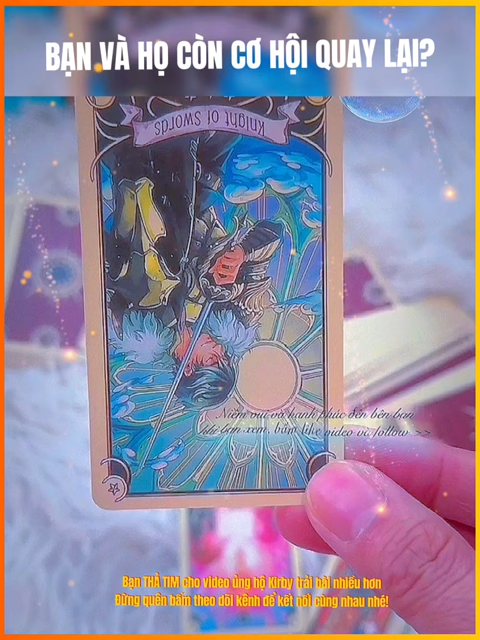 BẠN VÀ HỌ CÒN CƠ HỘI QUAY LẠI?
Knight of Swords
Niềm vui và hạnh phúc đến bên bạn
khi bạn xem, bấm like video và follow >>
Bạn THẢ TIM cho video ủng hộ Kirby trải bài nhiều hơn
Đừng quên bấm theo dõi kênh để kết nối cùng nhau nhé!